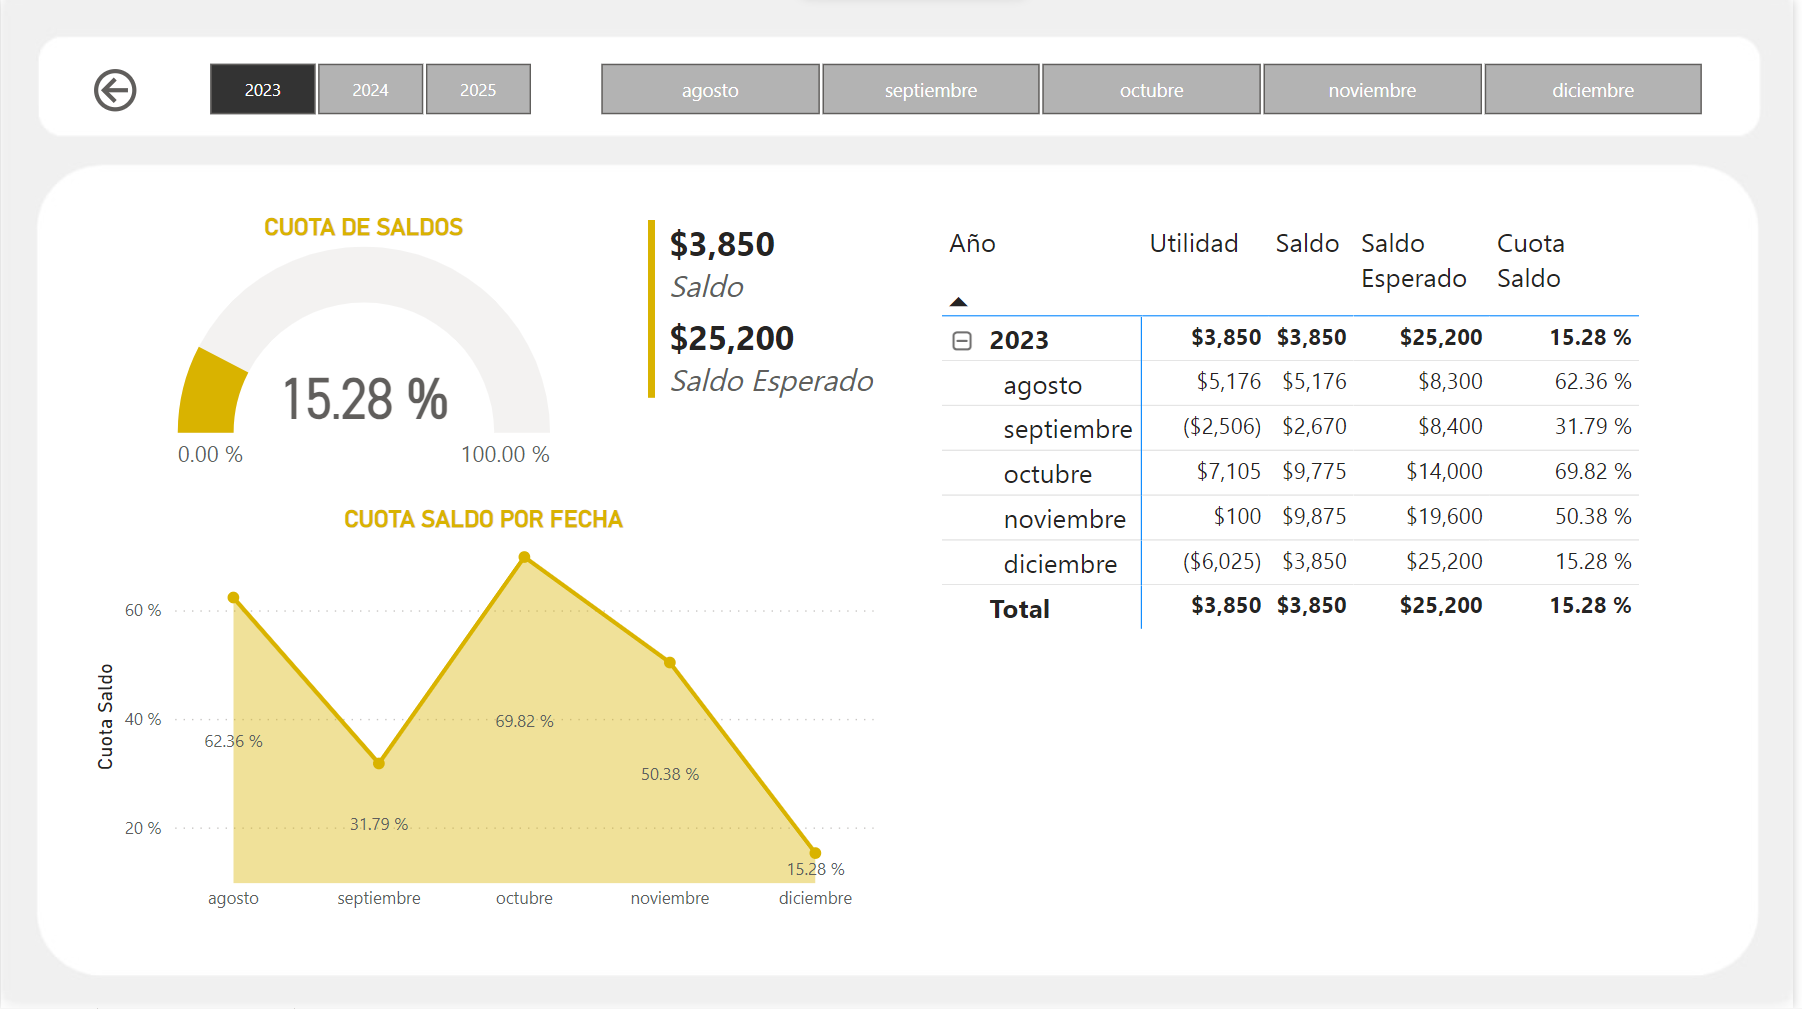 2023 2024 2025 agosto septiembre octubre noviembre diciembre
CUOTA DE SALDOS
15.28 %
0.00 % 100.00 %
$3,850
Saldo
$25,200
Saldo Esperado
CUOTA SALDO POR FECHA
Cuota Saldo
60 %
40 %
20 %
62.36 %
31.79 %
69.82 %
50.38 %
15.28 %
agosto septiembre octubre noviembre diciembre
Año Utilidad Saldo Saldo Esperado Cuota Saldo
2023 $3,850 $3,850 $25,200 15.28 %
agosto $5,176 $5,176 $8,300 62.36 %
septiembre ($2,506) $2,670 $8,400 31.79 %
octubre $7,105 $9,775 $14,000 69.82 %
noviembre $100 $9,875 $19,600 50.38 %
diciembre ($6,025) $3,850 $25,200 15.28 %
Total $3,850 $3,850 $25,200 15.28 %